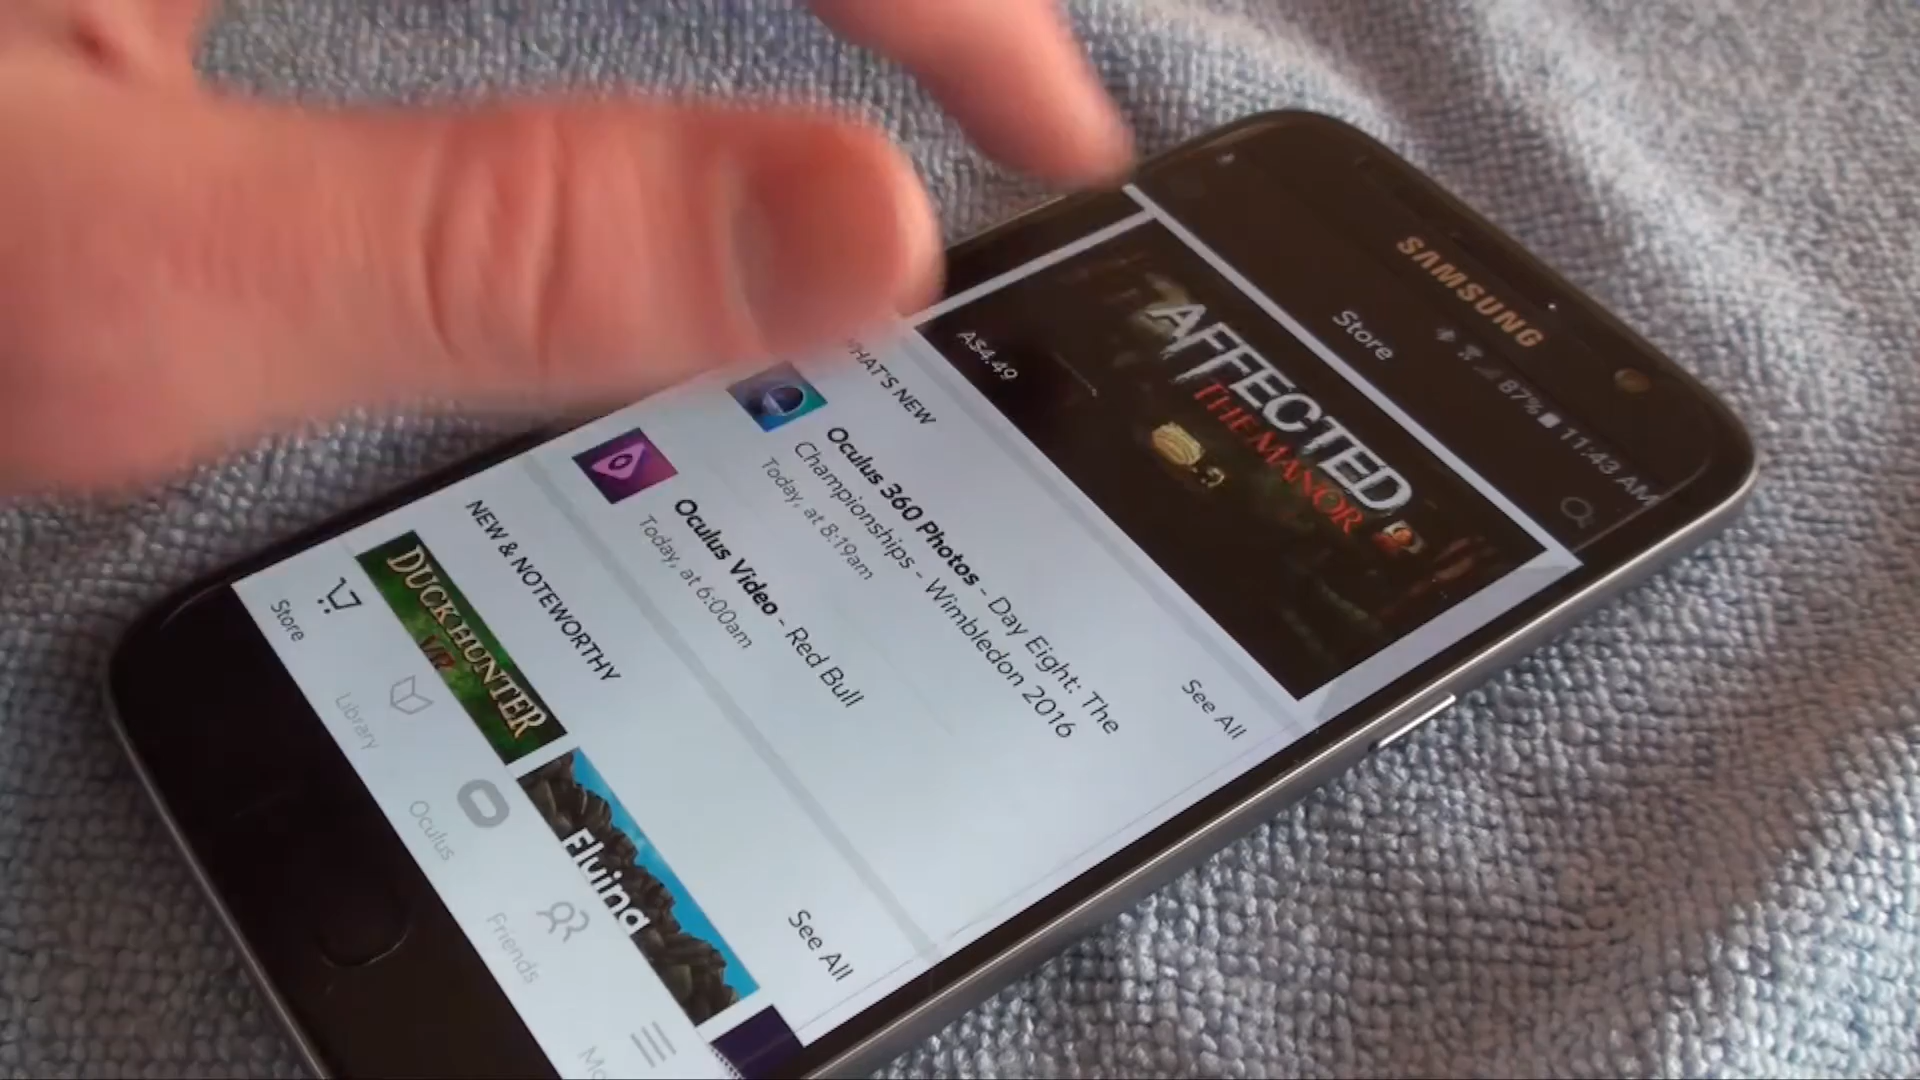 SAMSUNG
87% 11:43 AM
Store
AFFECTED
THE MANOR
A$4.49
WHAT'S NEW
See All
Oculus 360 Photos - Day Eight: The
Championships - Wimbledon 2016
Today, at 8:19am
Oculus Video - Red Bull
Today, at 6:00am
NEW & NOTEWORTHY
See All
DUCK HUNTER
VR
Flying
Store
Library
Oculus
Friends